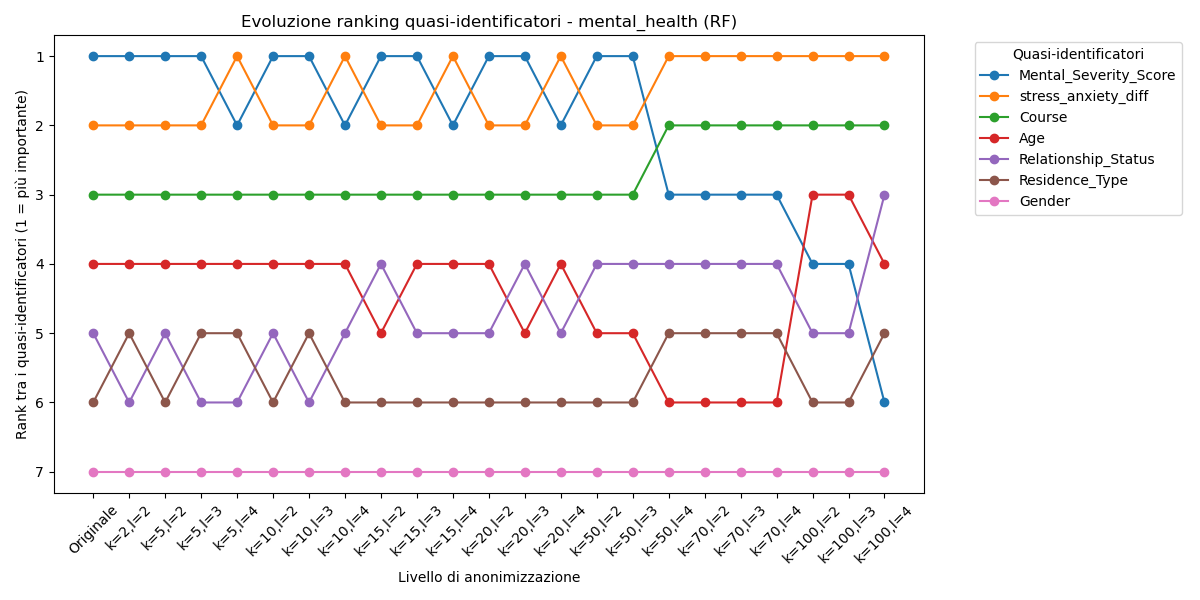 Evoluzione ranking quasi-identificatori - mental_health (RF)
Rank tra i quasi-identificatori (1 = più importante)
1
2
3
4
5
6
7
Originale
k=2,l=2
k=5,l=2
k=5,l=3
k=5,l=4
k=10,l=2
k=10,l=3
k=10,l=4
k=15,l=2
k=15,l=3
k=15,l=4
k=20,l=2
k=20,l=3
k=20,l=4
k=50,l=2
k=50,l=3
k=50,l=4
k=70,l=2
k=70,l=3
k=70,l=4
k=100,l=2
k=100,l=3
k=100,l=4
Livello di anonimizzazione
Quasi-identificatori
Mental_Severity_Score
stress_anxiety_diff
Course
Age
Relationship_Status
Residence_Type
Gender